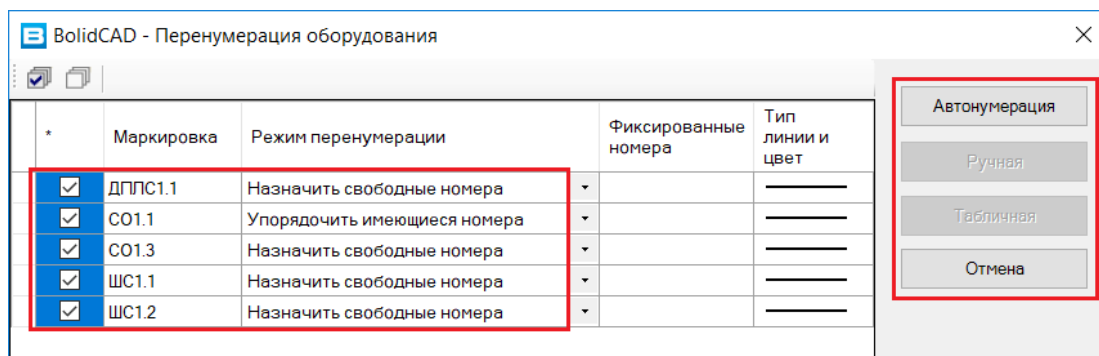 BolidCAD - Перенумерация оборудования
* Маркировка Режим перенумерации Фиксированные номера Тип линии и цвет
ДПЛС1.1 Назначить свободные номера
СО1.1 Упорядочить имеющиеся номера
СО1.3 Назначить свободные номера
ШС1.1 Назначить свободные номера
ШС1.2 Назначить свободные номера
Автонумерация
Ручная
Табличная
Отмена